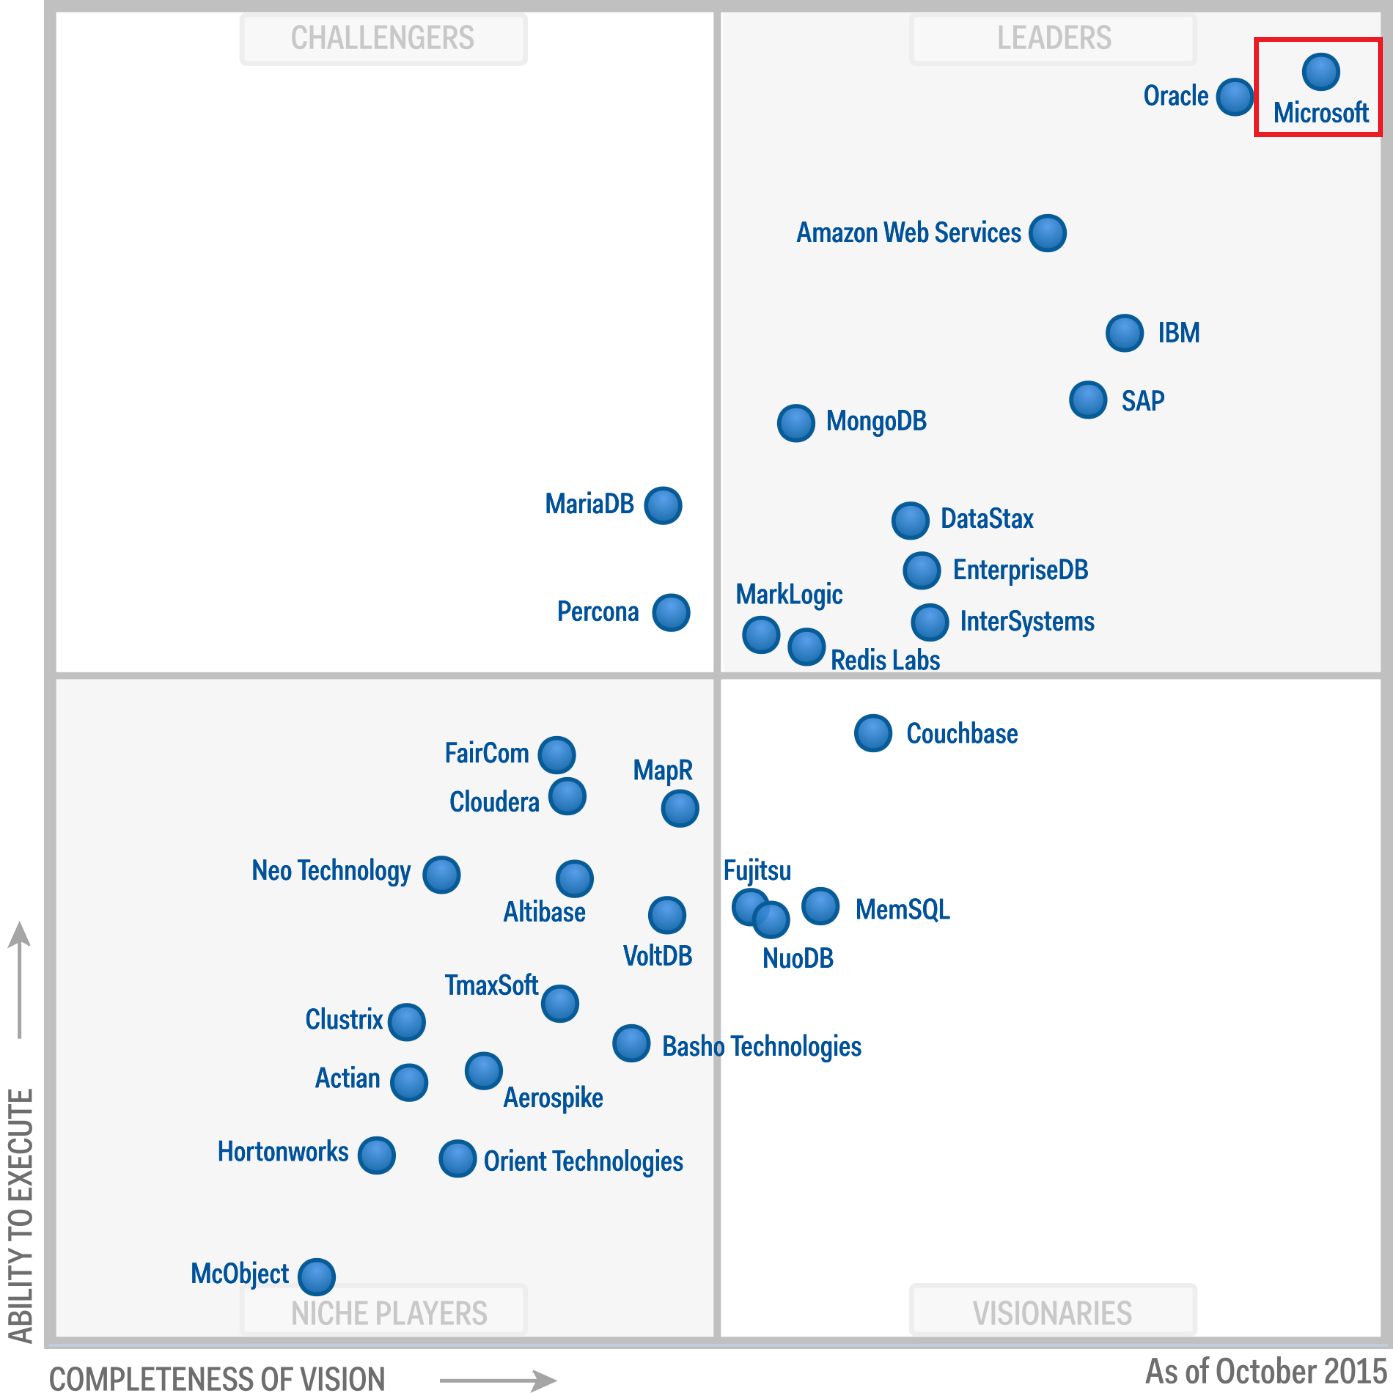 CHALLENGERS
LEADERS
Oracle
Microsoft
Amazon Web Services
IBM
SAP
MongoDB
MariaDB
DataStax
EnterpriseDB
MarkLogic
Percona
InterSystems
Redis Labs
Couchbase
FairCom
MapR
Cloudera
Neo Technology
Fujitsu
Altibase
MemSQL
VoltDB
NuoDB
TmaxSoft
Clustrix
Basho Technologies
Actian
Aerospike
Hortonworks
Orient Technologies
McObject
NICHE PLAYERS
VISIONARIES
ABILITY TO EXECUTE
COMPLETENESS OF VISION
As of October 2015